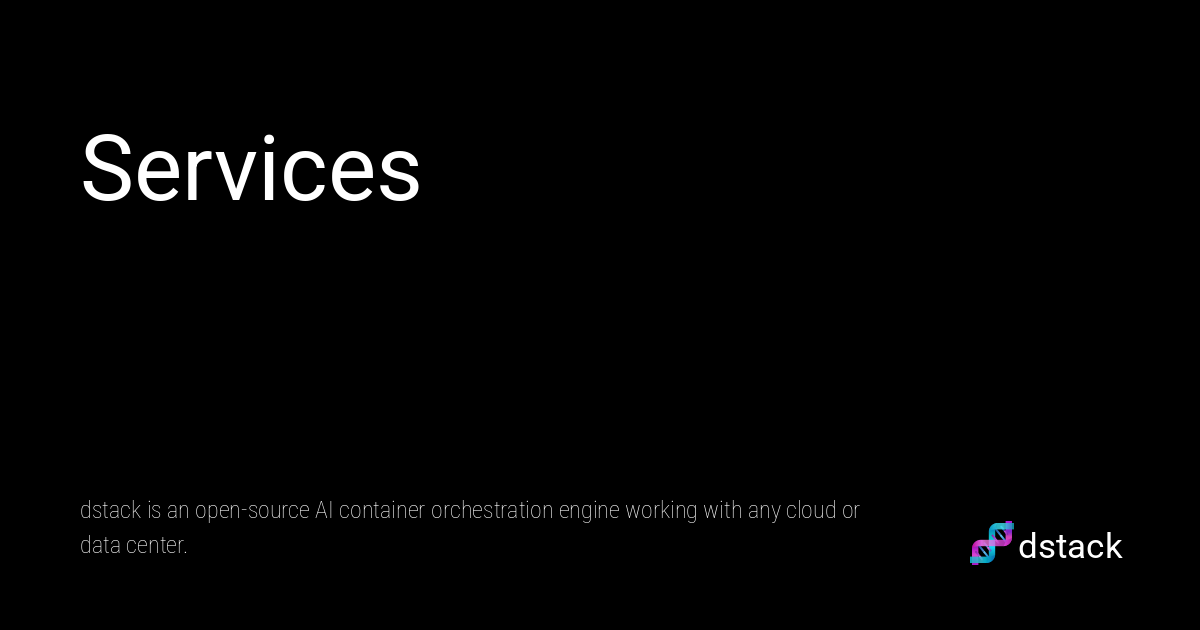 Services
dstack is an open-source AI container orchestration engine working with any cloud or
data center.
dstack